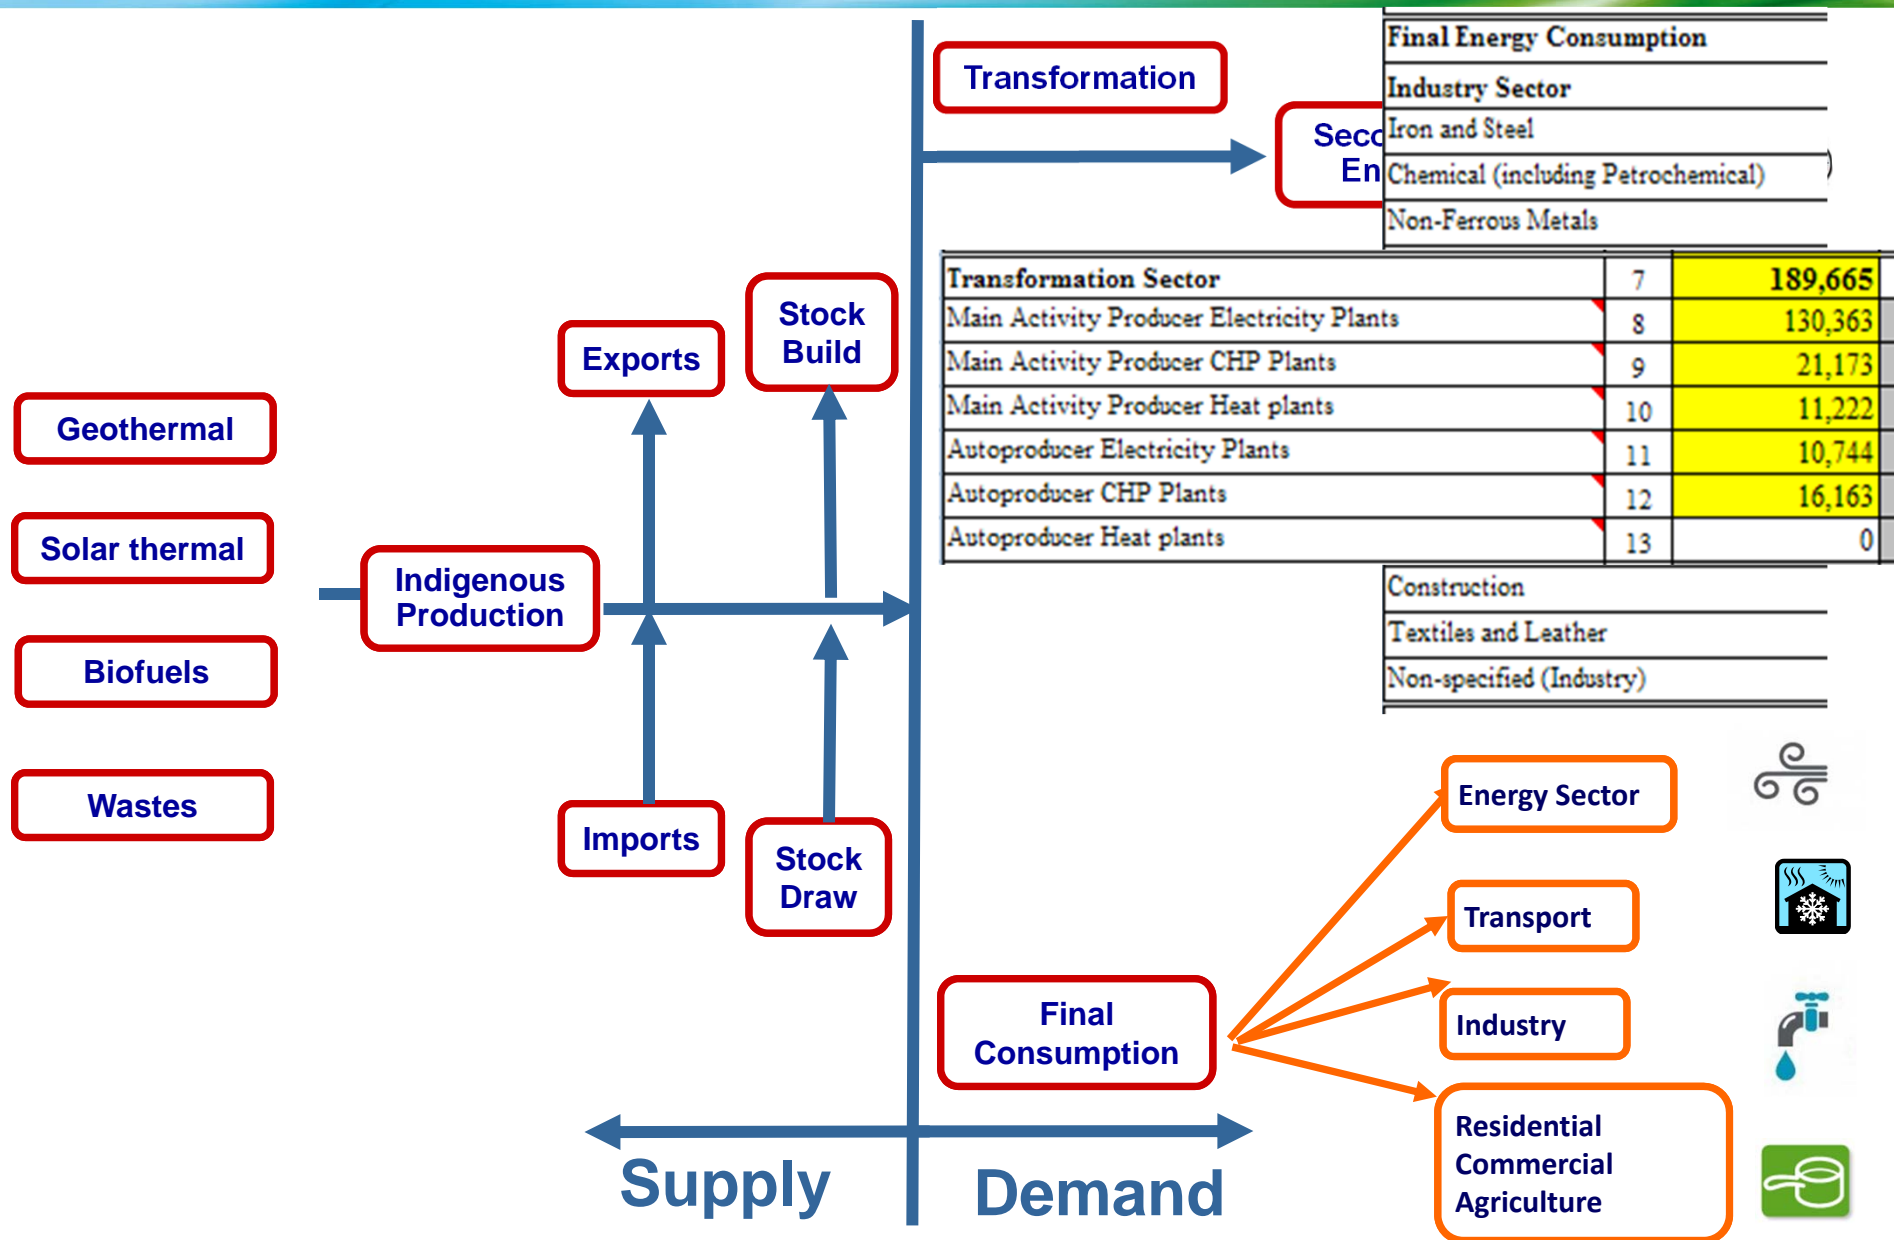 Transformation
Final Energy Consumption
Industry Sector
Iron and Steel
Chemical (including Petrochemical)
Non-Ferrous Metals
Transformation Sector 7 189,665
Main Activity Producer Electricity Plants 8 130,363
Main Activity Producer CHP Plants 9 21,173
Main Activity Producer Heat plants 10 11,222
Autoproducer Electricity Plants 11 10,744
Autoproducer CHP Plants 12 16,163
Autoproducer Heat plants 13 0
Construction
Textiles and Leather
Non-specified (Industry)
Geothermal
Solar thermal
Biofuels
Wastes
Indigenous
Production
Exports
Stock
Build
Imports
Stock
Draw
Final
Consumption
Energy Sector
Transport
Industry
Residential
Commercial
Agriculture
Supply
Demand